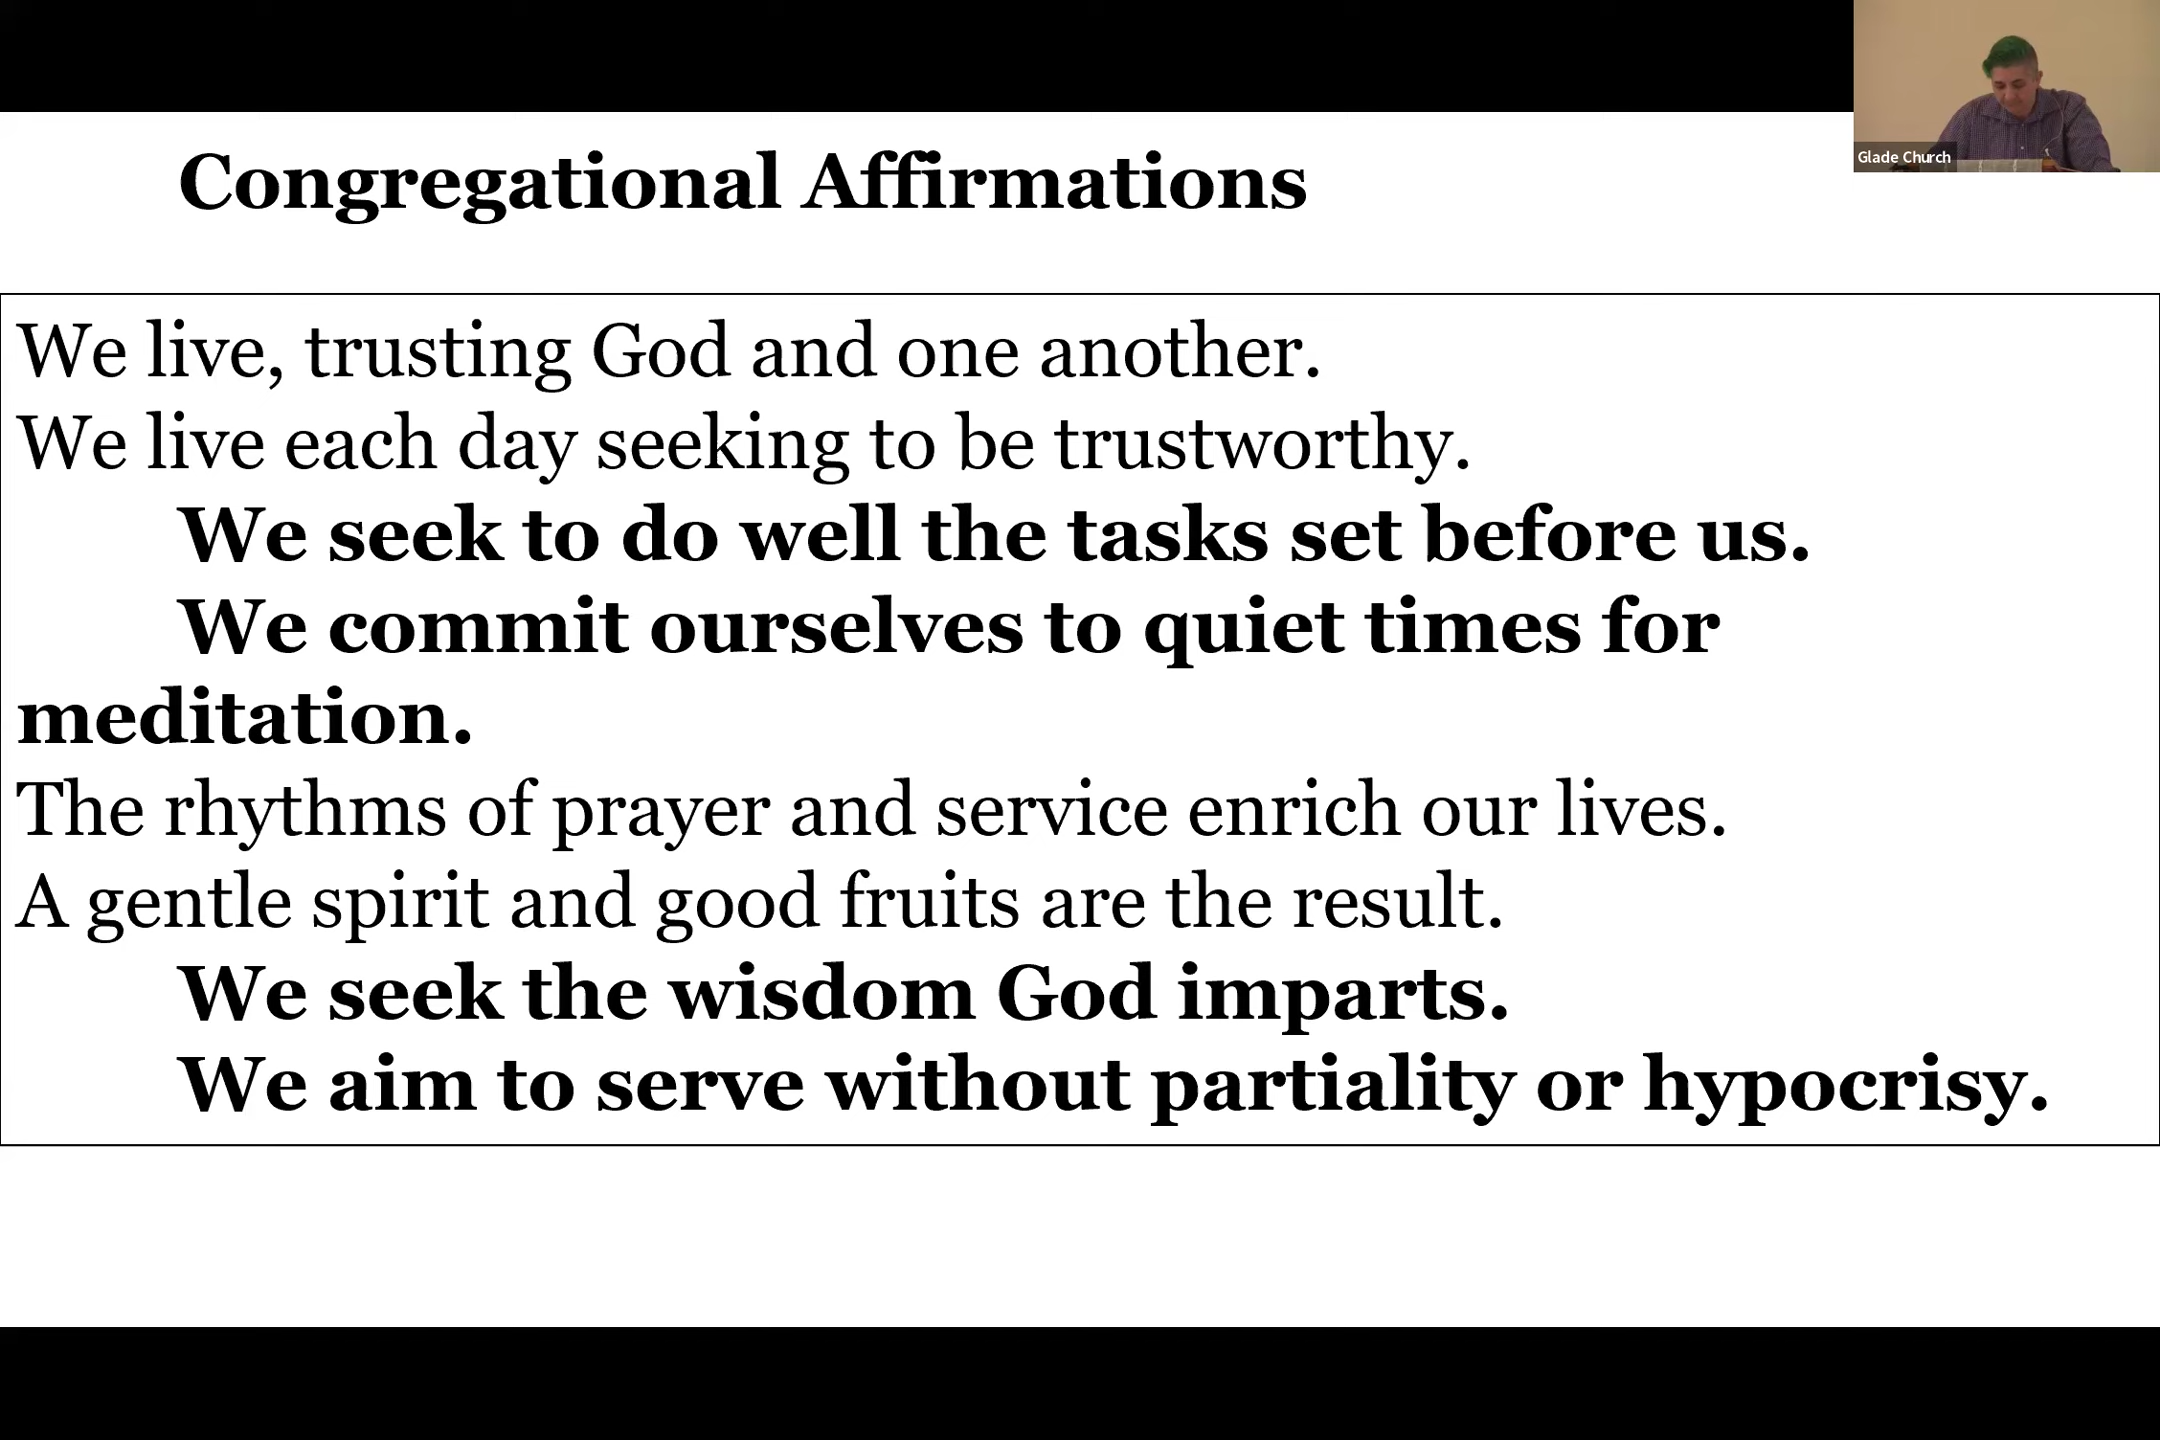 Glade Church
Congregational Affirmations
We live, trusting God and one another.
We live each day seeking to be trustworthy.
We seek to do well the tasks set before us.
We commit ourselves to quiet times for
meditation.
The rhythms of prayer and service enrich our lives.
A gentle spirit and good fruits are the result.
We seek the wisdom God imparts.
We aim to serve without partiality or hypocrisy.